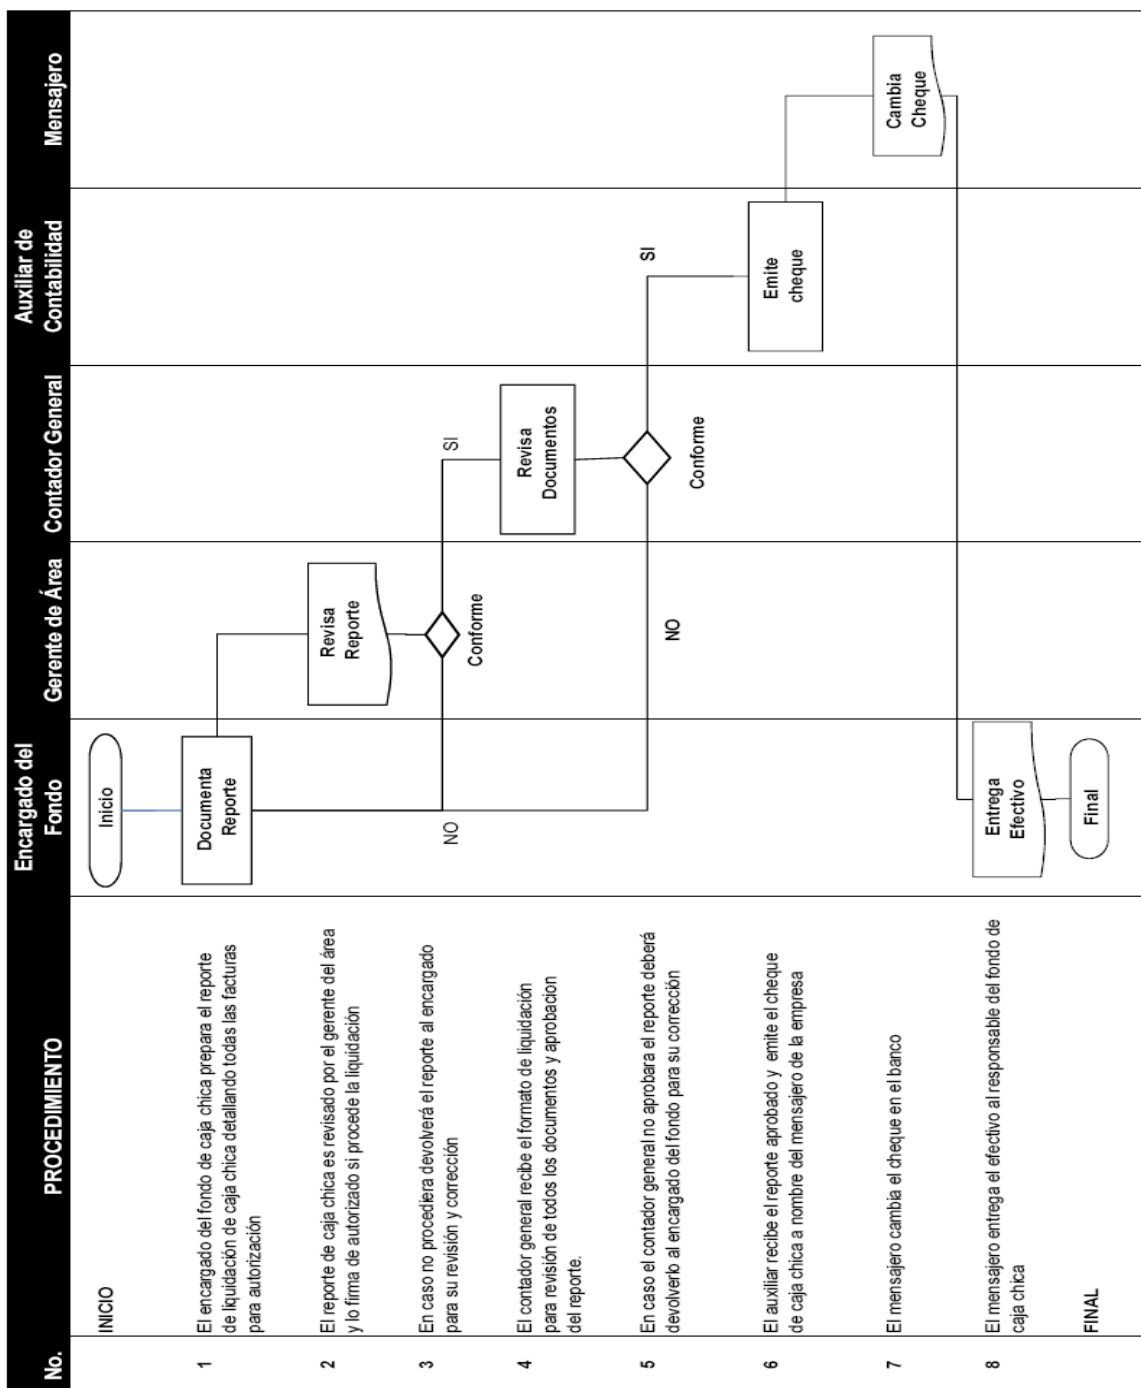 No.
PROCEDIMIENTO
Encargado del
Fondo
Gerente de Área
Contador General
Auxiliar de
Contabilidad
Mensajero
INICIO
Inicio
1
El encargado del fondo de caja chica prepara el reporte
de liquidación de caja chica detallando todas las facturas
para autorización
Documenta
Reporte
2
El reporte de caja chica es revisado por el gerente del área
y lo firma de autorizado si procede la liquidación
Revisa
Reporte
3
En caso no procediera devolverá el reporte al encargado
para su revisión y corrección
NO
Conforme
SI
4
El contador general recibe el formato de liquidación
para revisión de todos los documentos y aprobacion
del reporte.
Revisa
Documentos
5
En caso el contador general no aprobara el reporte deberá
devolverlo al encargado del fondo para su corrección
NO
Conforme
SI
6
El auxiliar recibe el reporte aprobado y emite el cheque
de caja chica a nombre del mensajero de la empresa
Emite
cheque
7
El mensajero cambia el cheque en el banco
Cambia
Cheque
8
El mensajero entrega el efectivo al responsable del fondo de
caja chica
Entrega
Efectivo
FINAL
Final